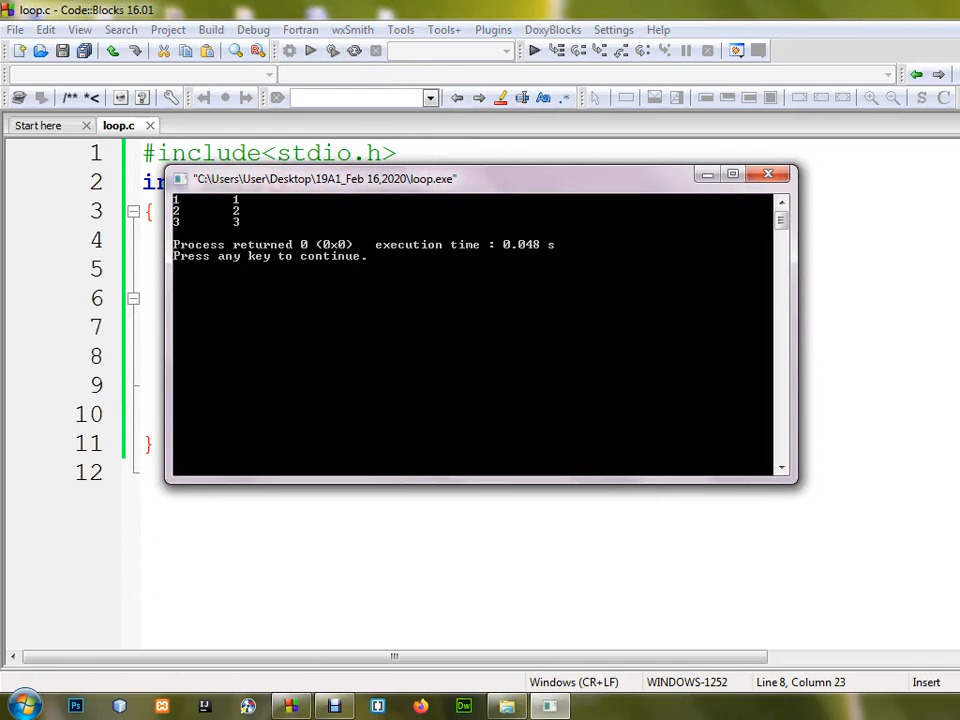 loop.c - Code::Blocks 16.01
File Edit View Search Project Build Debug Fortran wxSmith Tools Tools+ Plugins DoxyBlocks Settings Help
/** *< S C
Start here loop.c
1 #include<stdio.h>
2 in
3 {
4
5
6
7
8
9
10
11 }
12
"C:\Users\User\Desktop\19A1_Feb 16,2020\loop.exe"
1 1
2 2
3 3
Process returned 0 (0x0) execution time : 0.048 s
Press any key to continue.
Windows (CR+LF) WINDOWS-1252 Line 8, Column 23 Insert
Ps IJ Dw